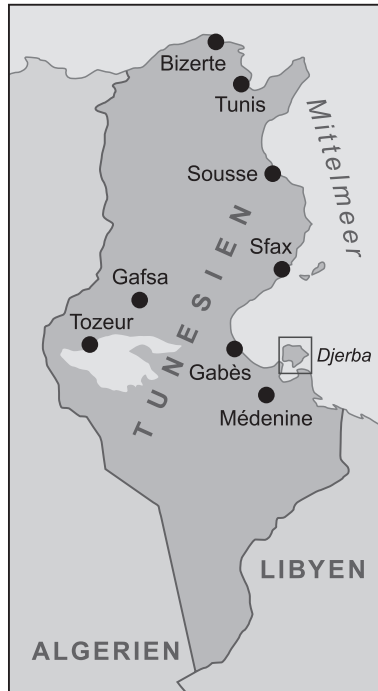 Bizerte
Tunis
Mittelmeer
Sousse
Sfax
Gafsa
TUNESIEN
Tozeur
Gabès
Djerba
Médenine
LIBYEN
ALGERIEN